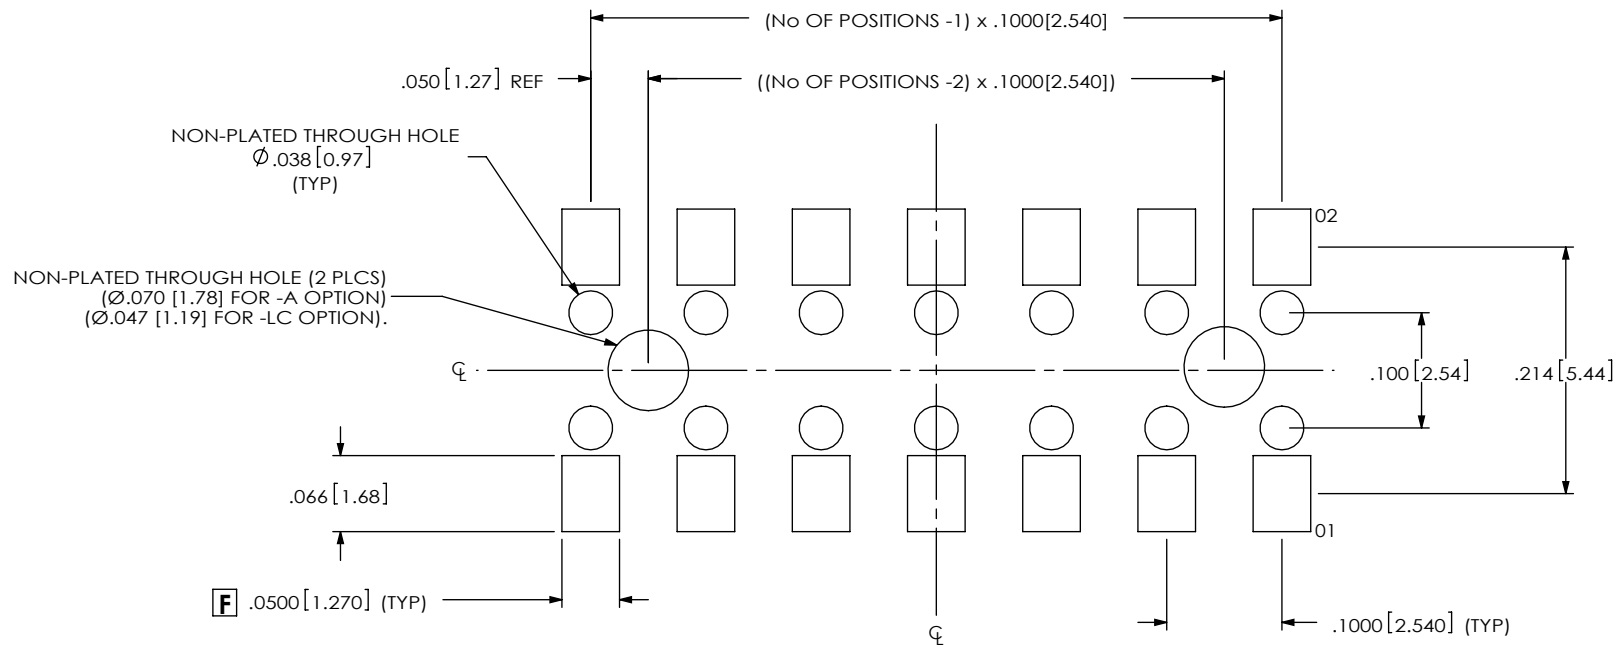 (No OF POSITIONS -1) x .1000[2.540]
.050[1.27] REF
((No OF POSITIONS -2) x .1000[2.540])
NON-PLATED THROUGH HOLE
Ø.038[0.97]
(TYP)
02
NON-PLATED THROUGH HOLE (2 PLCS)
(Ø.070 [1.78] FOR -A OPTION)
(Ø.047 [1.19] FOR -LC OPTION).
℄
.100[2.54]
.214[5.44]
.066[1.68]
01
F .0500[1.270] (TYP)
℄
.1000[2.540] (TYP)